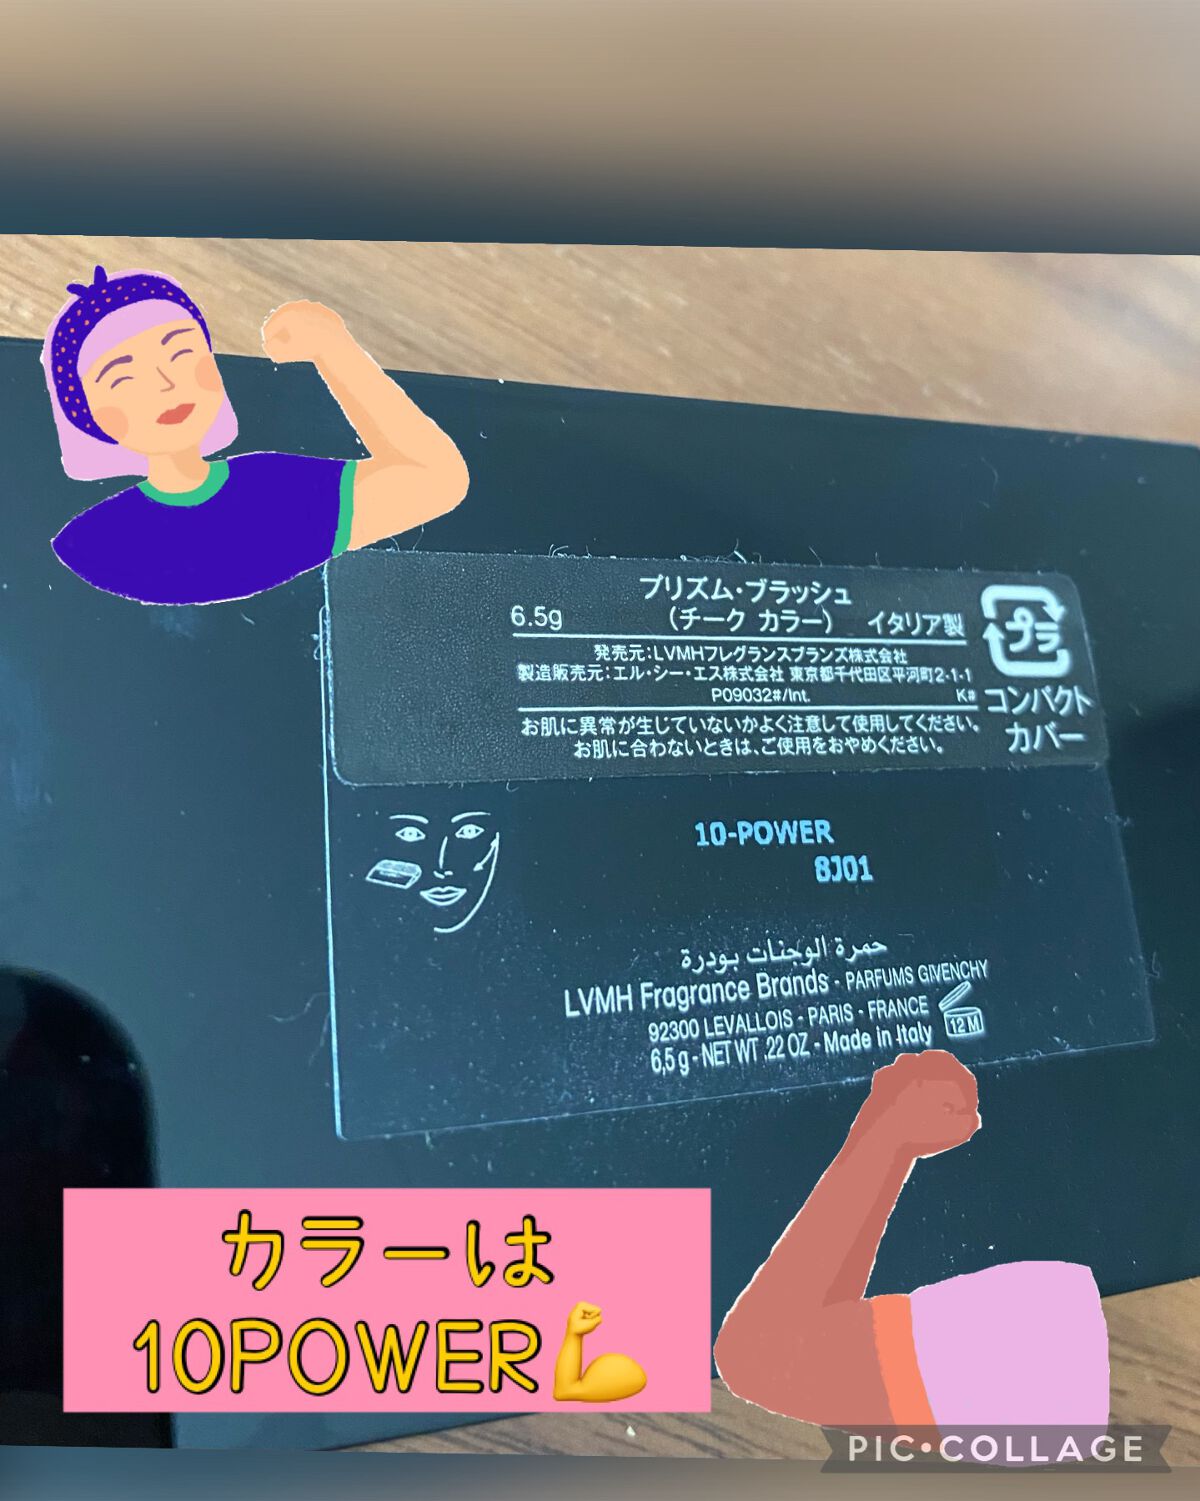 プリズム・ブラッシュ
6.5g (チーク カラー) イタリア製
発売元:LVMHフレグランスブランズ株式会社
製造販売元:エル・シー・エス株式会社 東京都千代田区平河町2-1-1
P09032#/Int. K#
お肌に異常が生じていないかよく注意して使用してください。
お肌に合わないときは、ご使用をおやめください。
プラ
コンパクト
カバー
10-POWER
8J01
حمرة الوجنات بودرة
LVMH Fragrance Brands - PARFUMS GIVENCHY
92300 LEVALLOIS - PARIS - FRANCE
6,5 g - NET WT .22 OZ - Made in Italy
12 M
カラーは
10POWER💪
PIC•COLLAGE